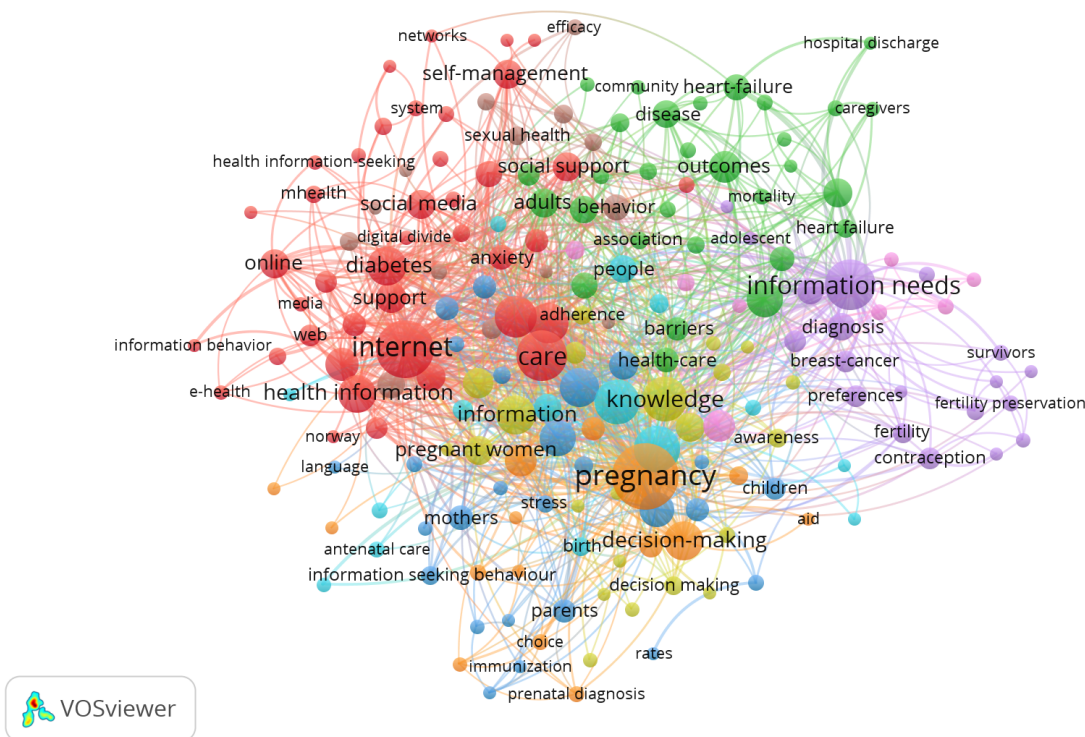 efficacy
networks
hospital discharge
self-management
community
heart-failure
system
disease
caregivers
sexual health
health information-seeking
social support
outcomes
mhealth
mortality
social media
adults
behavior
digital divide
association
adolescent
heart failure
online
diabetes
anxiety
people
information needs
media
support
adherence
barriers
diagnosis
web
information behavior
internet
care
health-care
breast-cancer
survivors
e-health
health information
knowledge
preferences
fertility preservation
information
norway
pregnant women
awareness
fertility
language
contraception
pregnancy
stress
children
mothers
aid
antenatal care
birth
decision-making
information seeking behaviour
decision making
parents
choice
rates
immunization
prenatal diagnosis
VOSviewer